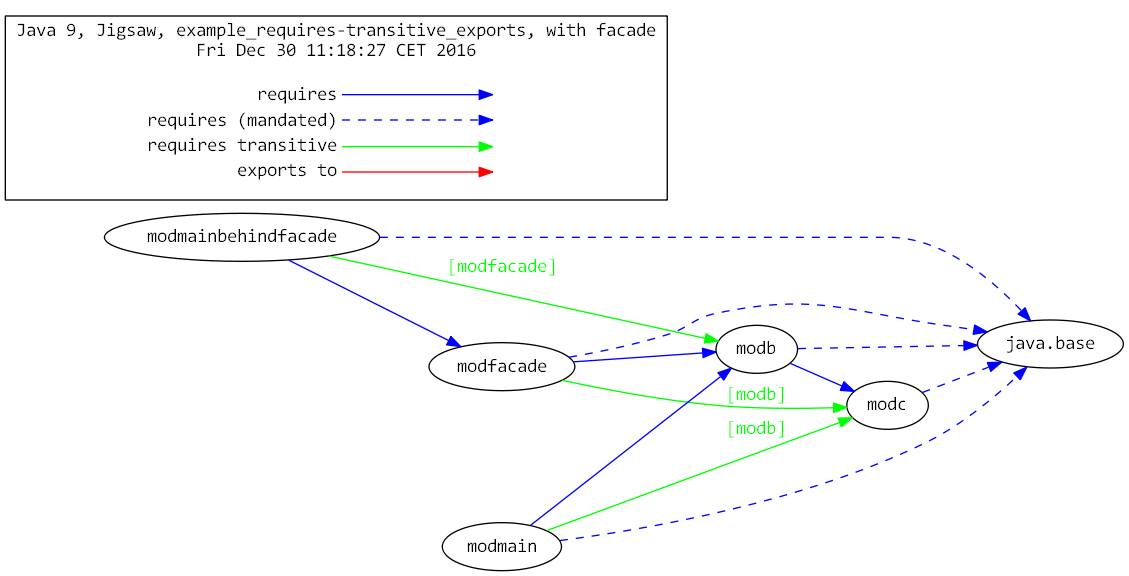 Java 9, Jigsaw, example_requires-transitive_exports, with facade
Fri Dec 30 11:18:27 CET 2016
requires
requires (mandated)
requires transitive
exports to
modmainbehindfacade
[modfacade]
modb
java.base
modfacade
[modb]
modc
[modb]
modmain